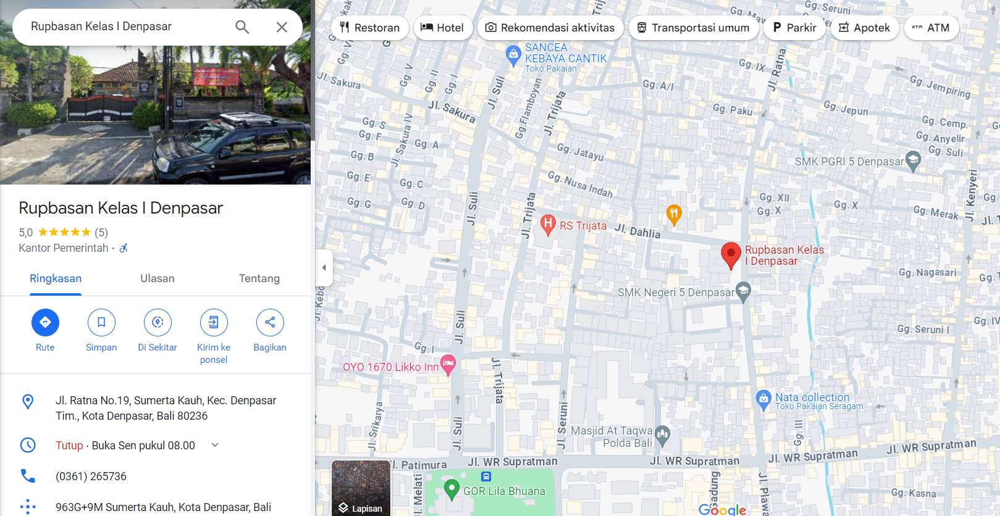 Rupbasan Kelas I Denpasar
Rupbasan Kelas I Denpasar
5,0
(5)
Kantor Pemerintah ·
Ringkasan
Ulasan
Tentang
Rute
Simpan
Di Sekitar
Kirim ke
ponsel
Bagikan
Jl. Ratna No.19, Sumerta Kauh, Kec. Denpasar
Tim., Kota Denpasar, Bali 80236
Tutup · Buka Sen pukul 08.00
(0361) 265736
963G+9M Sumerta Kauh, Kota Denpasar, Bali
Restoran
Hotel
Rekomendasi aktivitas
Transportasi umum
P Parkir
Apotek
ATM ATM
Gg. Seruni
SANCEA
KEBAYA CANTIK
Toko Pakaian
Gg. IX
Jl. Ratna
Gg. V
Gg. II
Gg. I
Jl. Sakura
Jl. Sakura
Jl. Suli
Gg. Flamboyan
Jl. Trijata
Gg. A/I
Gg. Jempiring
Gg. Paku
Gg. Jepun
Gg. Cemp.
Gg. Anyelir
Gg. Suli
Gg. S
Gg. F
Jl. Sakura IV
Gg. A
Gg. B
Gg. Jatayu
SMK PGRI 5 Denpasar
Gg. E
Gg. C
Gg. Nusa Indah
Jl. Kenyeri
Gg. G
Gg. D
Jl. Suli
Jl. Trijata
Gg. XII
Gg. X
Gg. X
Gg. Merak
H RS Trijata
Jl. Dahlia
Rupbasan Kelas
I Denpasar
Gg. Nagasari
SMK Negeri 5 Denpasar
Jl. Suli
Gg. Seruni I
Gg. IV
Gg. I
OYO 1670 Likko Inn
Jl. Trijata
Nata collection
Toko Pakaian Seragam
Jl. Srikarya
Jl. Suli
Jl. Seruni
Masjid At Taqwa
Polda Bali
Gg. III
Jl. Patimura
Jl. WR Supratman
Jl. WR Supratman
Jl. WR Supratman
Jl. WR Supratman
Jl. Melati
GOR Lila Bhuana
Gadung
Jl. Plawa
Gg. Kasna
Lapisan
Google